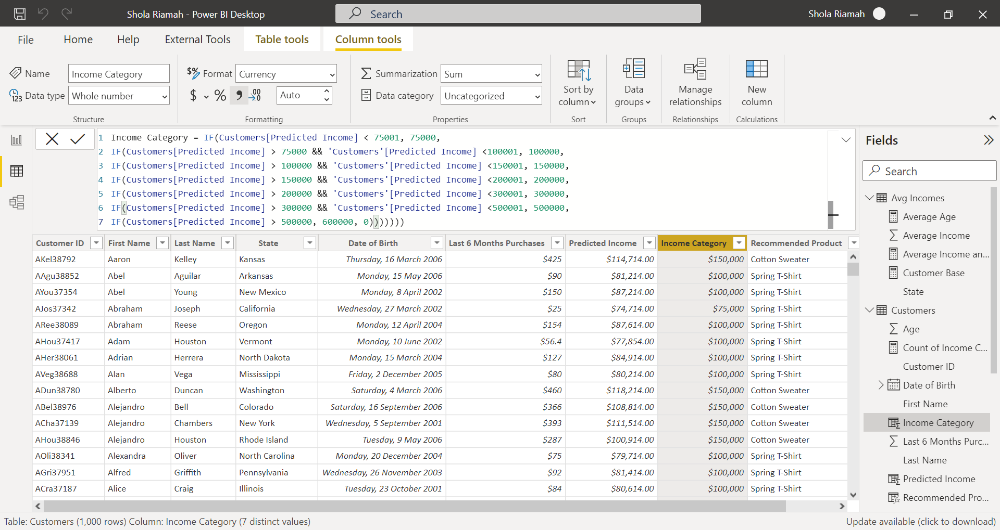 Shola Riamah - Power BI Desktop
Search
Shola Riamah
File Home Help External Tools Table tools Column tools
Name Income Category
Data type Whole number
Structure
$% Format Currency
$ % , .00 →.0 Auto
Formatting
Summarization Sum
Data category Uncategorized
Properties
Sort by
column
Sort
Data
groups
Groups
Manage
relationships
Relationships
New
column
Calculations
1 Income Category = IF(Customers[Predicted Income] < 75001, 75000,
2 IF(Customers[Predicted Income] > 75000 && 'Customers'[Predicted Income] <100001, 100000,
3 IF(Customers[Predicted Income] > 100000 && 'Customers'[Predicted Income] <150001, 150000,
4 IF(Customers[Predicted Income] > 150000 && 'Customers'[Predicted Income] <200001, 200000,
5 IF(Customers[Predicted Income] > 200000 && 'Customers'[Predicted Income] <300001, 300000,
6 IF(Customers[Predicted Income] > 300000 && 'Customers'[Predicted Income] <500001, 500000,
7 IF(Customers[Predicted Income] > 500000, 600000, 0)))))))
Customer ID First Name Last Name State Date of Birth Last 6 Months Purchases Predicted Income Income Category Recommended Product
AKel38792 Aaron Kelley Kansas Thursday, 16 March 2006 $425 $114,714.00 $150,000 Cotton Sweater
AAgu38852 Abel Aguilar Arkansas Monday, 15 May 2006 $90 $81,214.00 $100,000 Spring T-Shirt
AYou37354 Abel Young New Mexico Monday, 8 April 2002 $150 $87,214.00 $100,000 Spring T-Shirt
AJos37342 Abraham Joseph California Wednesday, 27 March 2002 $25 $74,714.00 $75,000 Spring T-Shirt
ARee38089 Abraham Reese Oregon Monday, 12 April 2004 $154 $87,614.00 $100,000 Spring T-Shirt
AHou37417 Adam Houston Vermont Monday, 10 June 2002 $56.4 $77,854.00 $100,000 Spring T-Shirt
AHer38061 Adrian Herrera North Dakota Monday, 15 March 2004 $127 $84,914.00 $100,000 Spring T-Shirt
AVeg38688 Alan Vega Mississippi Friday, 2 December 2005 $80 $80,214.00 $100,000 Spring T-Shirt
ADun38780 Alberto Duncan Washington Saturday, 4 March 2006 $460 $118,214.00 $150,000 Cotton Sweater
ABel38976 Alejandro Bell Colorado Saturday, 16 September 2006 $366 $108,814.00 $150,000 Cotton Sweater
ACha37139 Alejandro Chambers New York Wednesday, 5 September 2001 $393 $111,514.00 $150,000 Cotton Sweater
AHou38846 Alejandro Houston Rhode Island Tuesday, 9 May 2006 $287 $100,914.00 $150,000 Cotton Sweater
AOli38341 Alexandra Oliver North Carolina Monday, 20 December 2004 $75 $79,714.00 $100,000 Spring T-Shirt
AGri37951 Alfred Griffith Pennsylvania Wednesday, 26 November 2003 $92 $81,414.00 $100,000 Spring T-Shirt
ACra37187 Alice Craig Illinois Tuesday, 23 October 2001 $84 $80,614.00 $100,000 Spring T-Shirt
Fields
Search
Avg Incomes
Average Age
Average Income
Average Income an...
Customer Base
State
Customers
Age
Count of Income C...
Customer ID
Date of Birth
First Name
Income Category
Last 6 Months Purc...
Last Name
Predicted Income
Recommended Pro...
Table: Customers (1,000 rows) Column: Income Category (7 distinct values)
Update available (click to download)